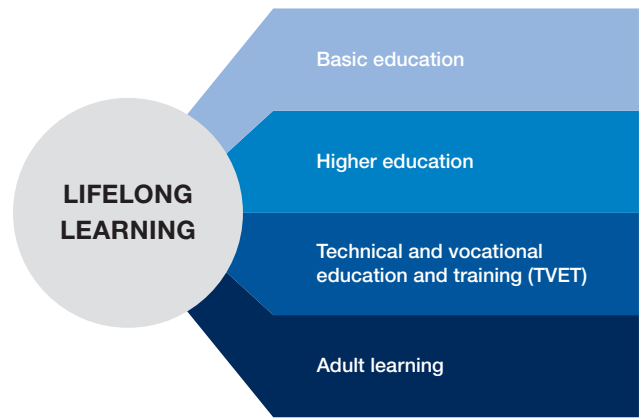 LIFELONG
LEARNING
Basic education
Higher education
Technical and vocational
education and training (TVET)
Adult learning